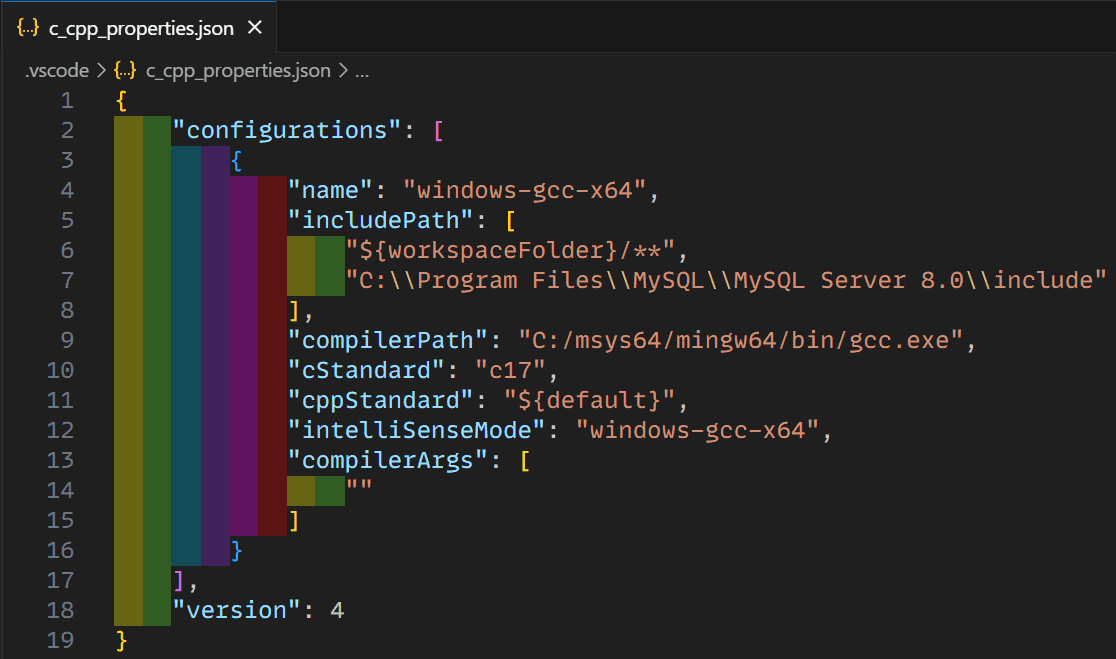 {..} c_cpp_properties.json ×
.vscode > {..} c_cpp_properties.json > ...
1 {
2     "configurations": [
3         {
4             "name": "windows-gcc-x64",
5             "includePath": [
6                 "${workspaceFolder}/**",
7                 "C:\\Program Files\\MySQL\\MySQL Server 8.0\\include"
8             ],
9             "compilerPath": "C:/msys64/mingw64/bin/gcc.exe",
10             "cStandard": "c17",
11             "cppStandard": "${default}",
12             "intelliSenseMode": "windows-gcc-x64",
13             "compilerArgs": [
14                 ""
15             ]
16         }
17     ],
18     "version": 4
19 }